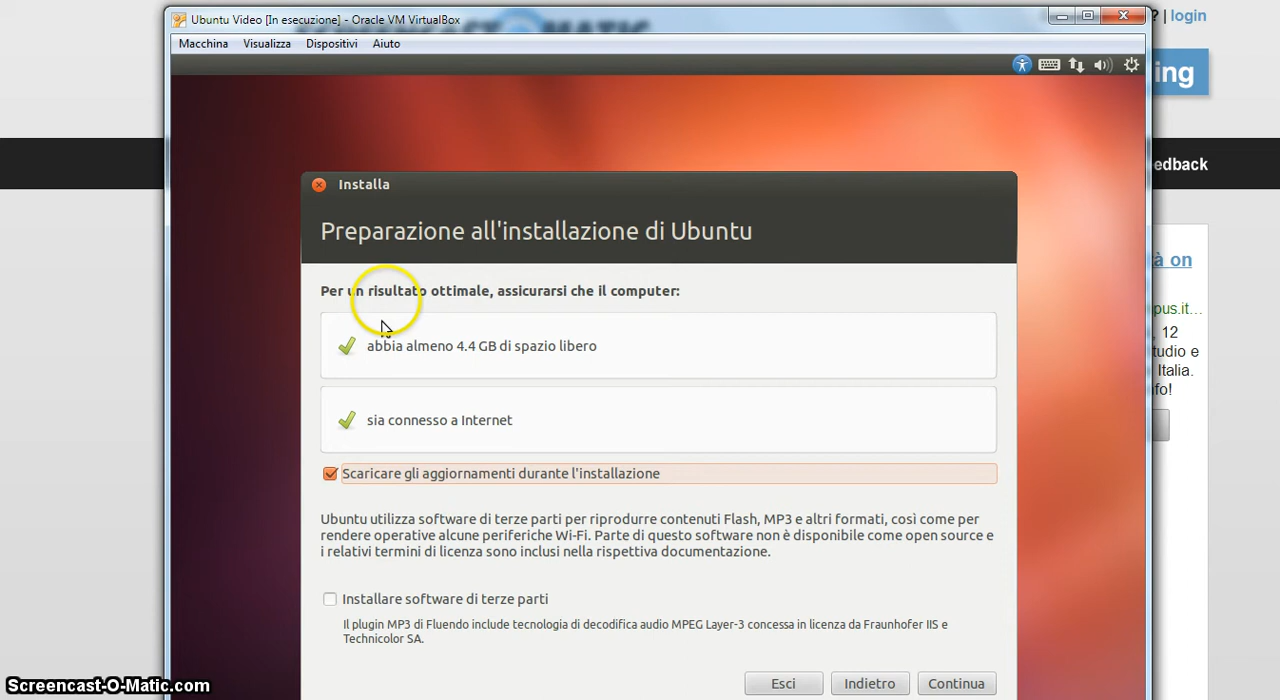 Ubuntu Video [In esecuzione] - Oracle VM VirtualBox
? | login
Macchina Visualizza Dispositivi Aiuto
ing
edback
Installa
Preparazione all'installazione di Ubuntu
Per un risultato ottimale, assicurarsi che il computer:
abbia almeno 4.4 GB di spazio libero
sia connesso a Internet
Scaricare gli aggiornamenti durante l'installazione
Ubuntu utilizza software di terze parti per riprodurre contenuti Flash, MP3 e altri formati, così come per
rendere operative alcune periferiche Wi-Fi. Parte di questo software non è disponibile come open source e
i relativi termini di licenza sono inclusi nella rispettiva documentazione.
Installare software di terze parti
Il plugin MP3 di Fluendo include tecnologia di decodifica audio MPEG Layer-3 concessa in licenza da Fraunhofer IIS e
Technicolor SA.
Esci Indietro Continua
à on
pus.it...
, 12
tudio e
Italia.
fo!
Screencast-O-Matic.com